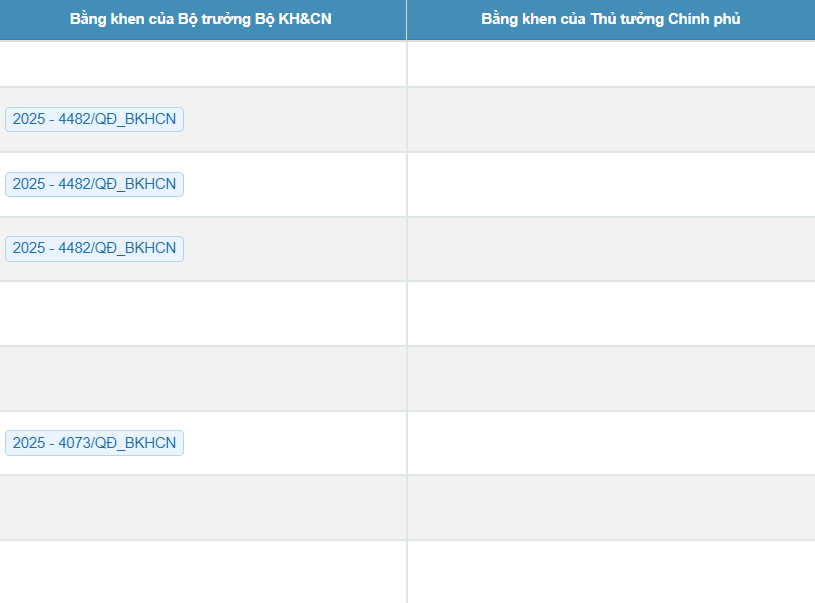 Bằng khen của Bộ trưởng Bộ KH&CN
Bằng khen của Thủ tưởng Chính phủ
2025 - 4482/QĐ_BKHCN
2025 - 4482/QĐ_BKHCN
2025 - 4482/QĐ_BKHCN
2025 - 4073/QĐ_BKHCN